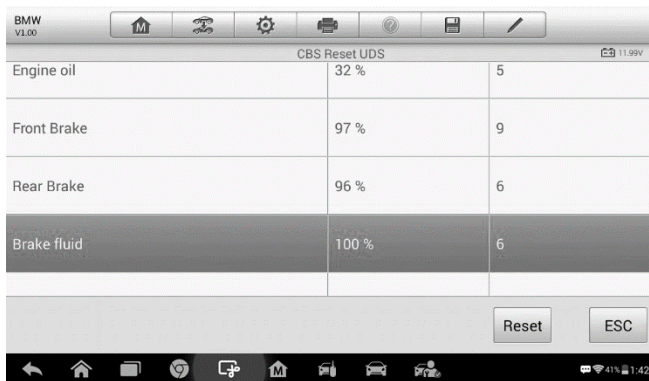 BMW
V1.00
CBS Reset UDS
11.99V
Engine oil 32 % 5
Front Brake 97 % 9
Rear Brake 96 % 6
Brake fluid 100 % 6
Reset ESC
41% 1:42